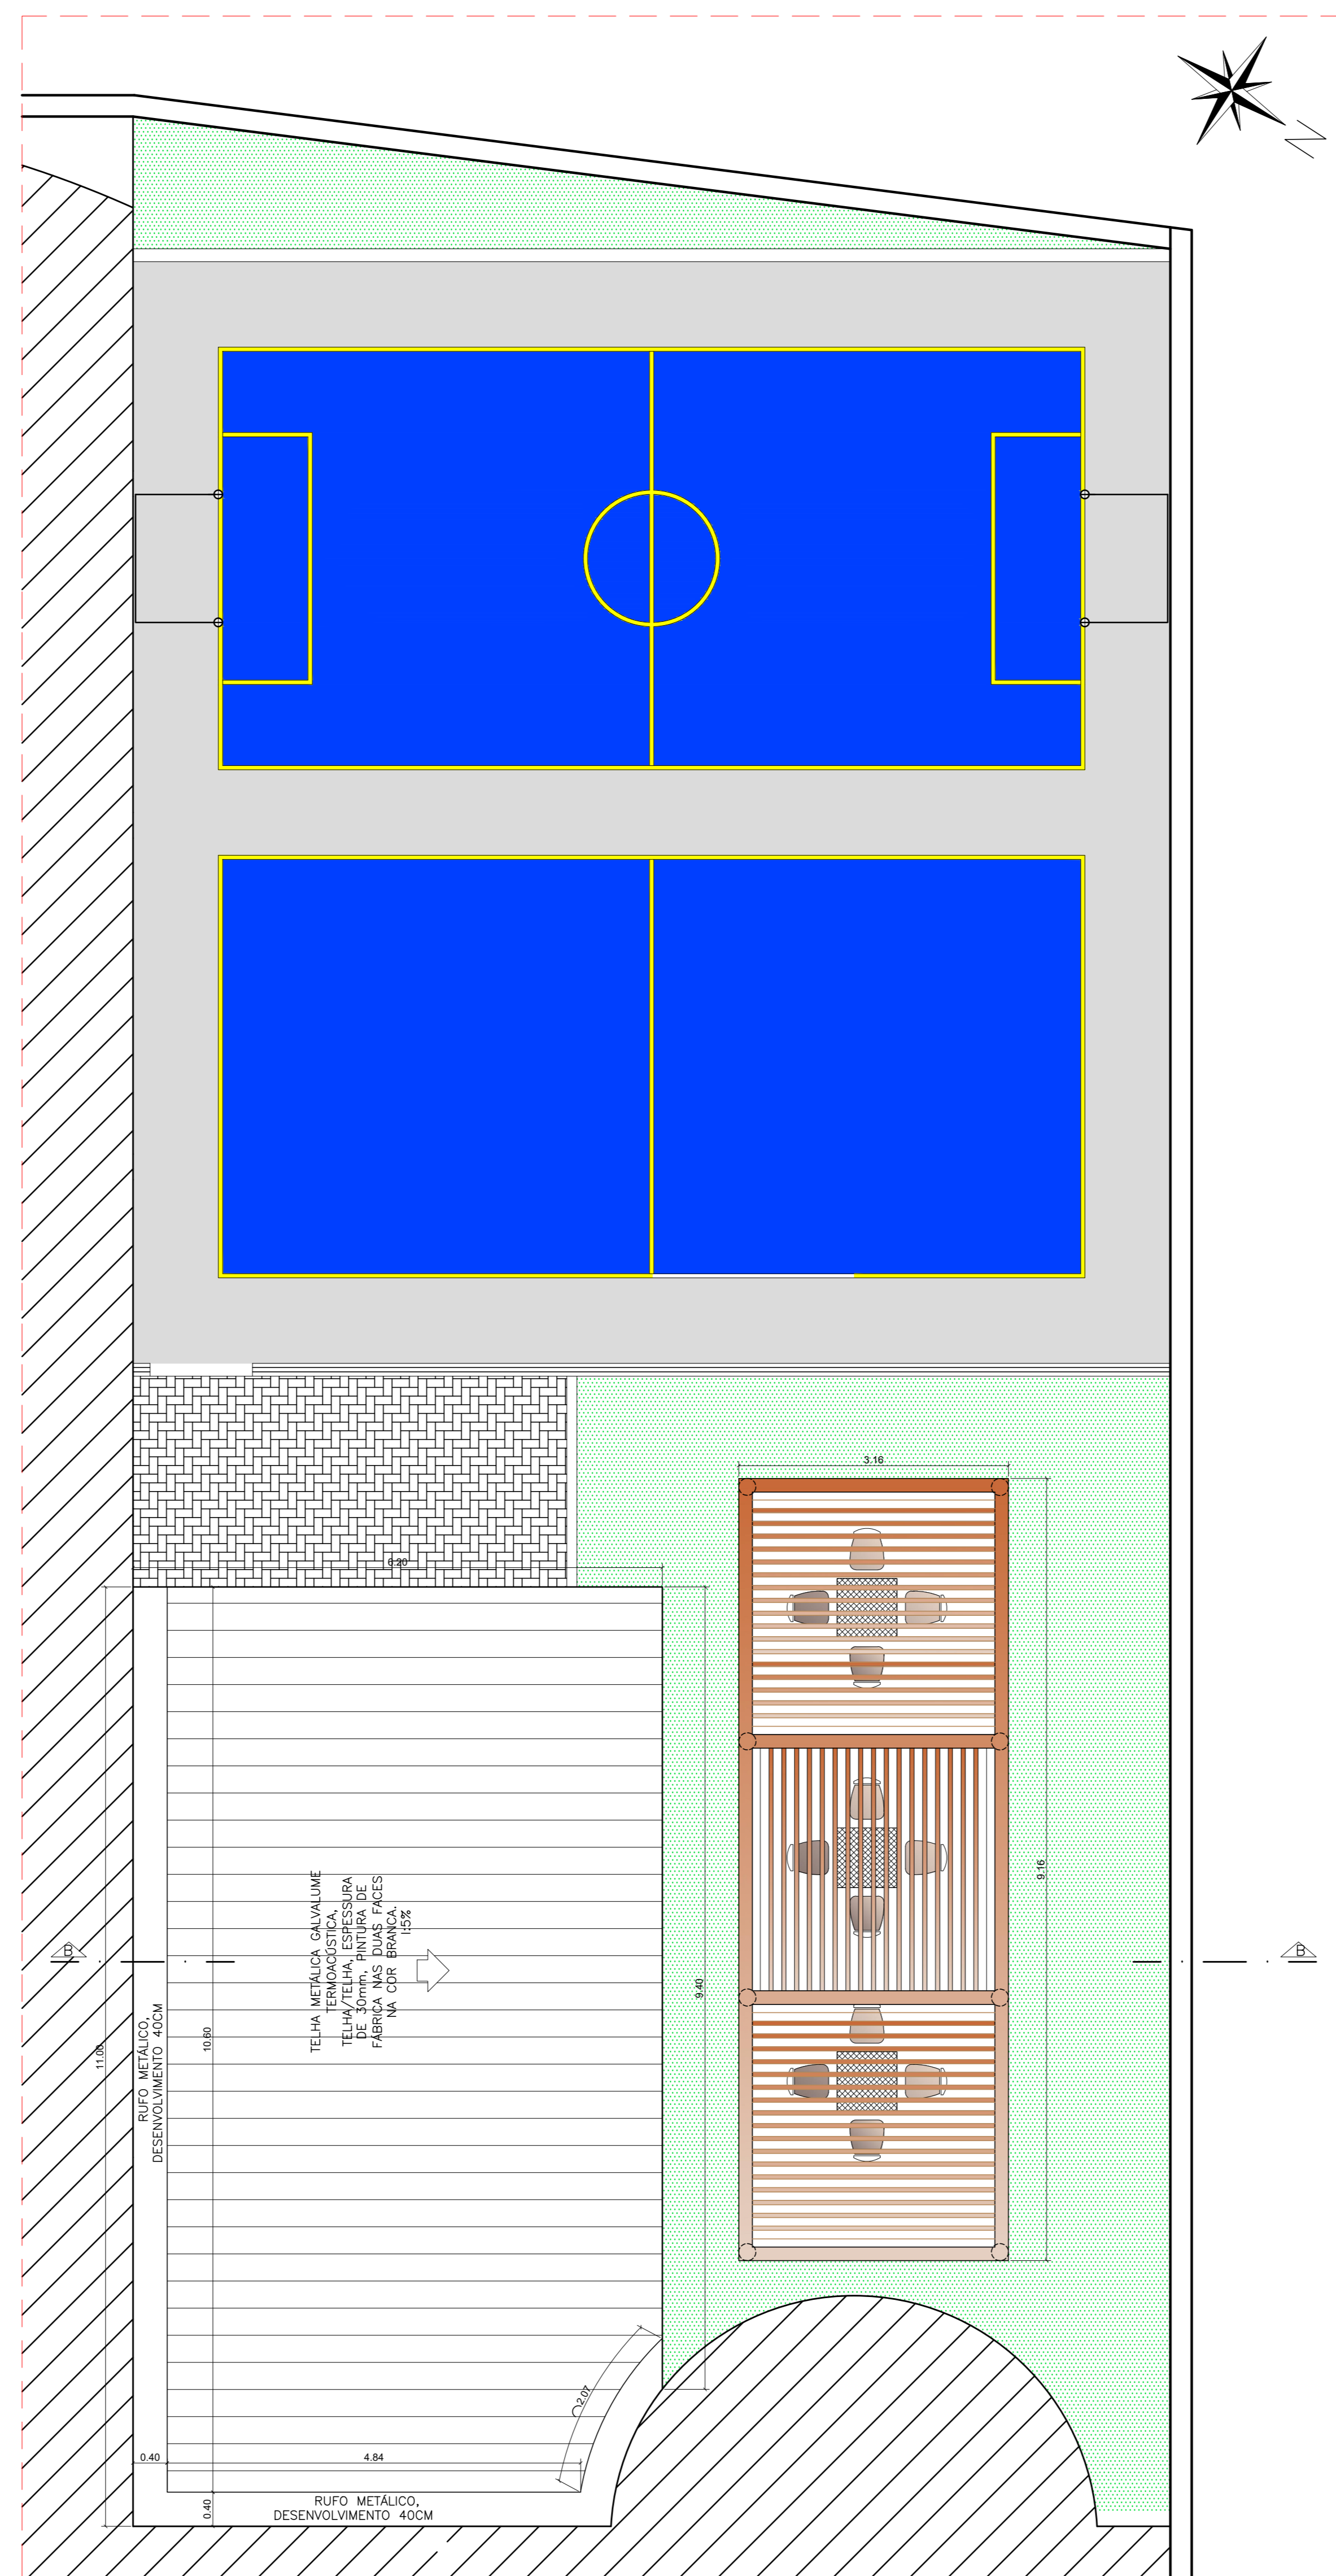 N
3.16
6.20
9.16
TELHA METÁLICA GALVALUME
TERMOACÚSTICA,
TELHA/TELHA, ESPESSURA
DE 30mm, PINTURA DE
FÁBRICA NAS DUAS FACES
NA COR BRANCA.
I:5%
B
B
9.40
10.60
11.00
RUFO METÁLICO,
DESENVOLVIMENTO 40CM
2.07
0.40
4.84
0.40
RUFO METÁLICO,
DESENVOLVIMENTO 40CM